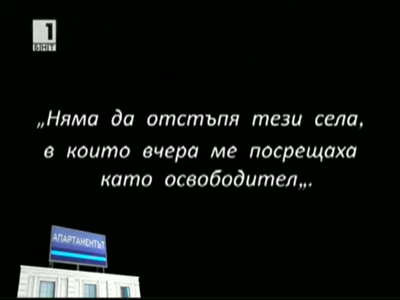 1
БНТ
„Няма да отстъпя тези села,
в които вчера ме посрещаха
като освободител„.
АПАРТАМЕНТЪТ